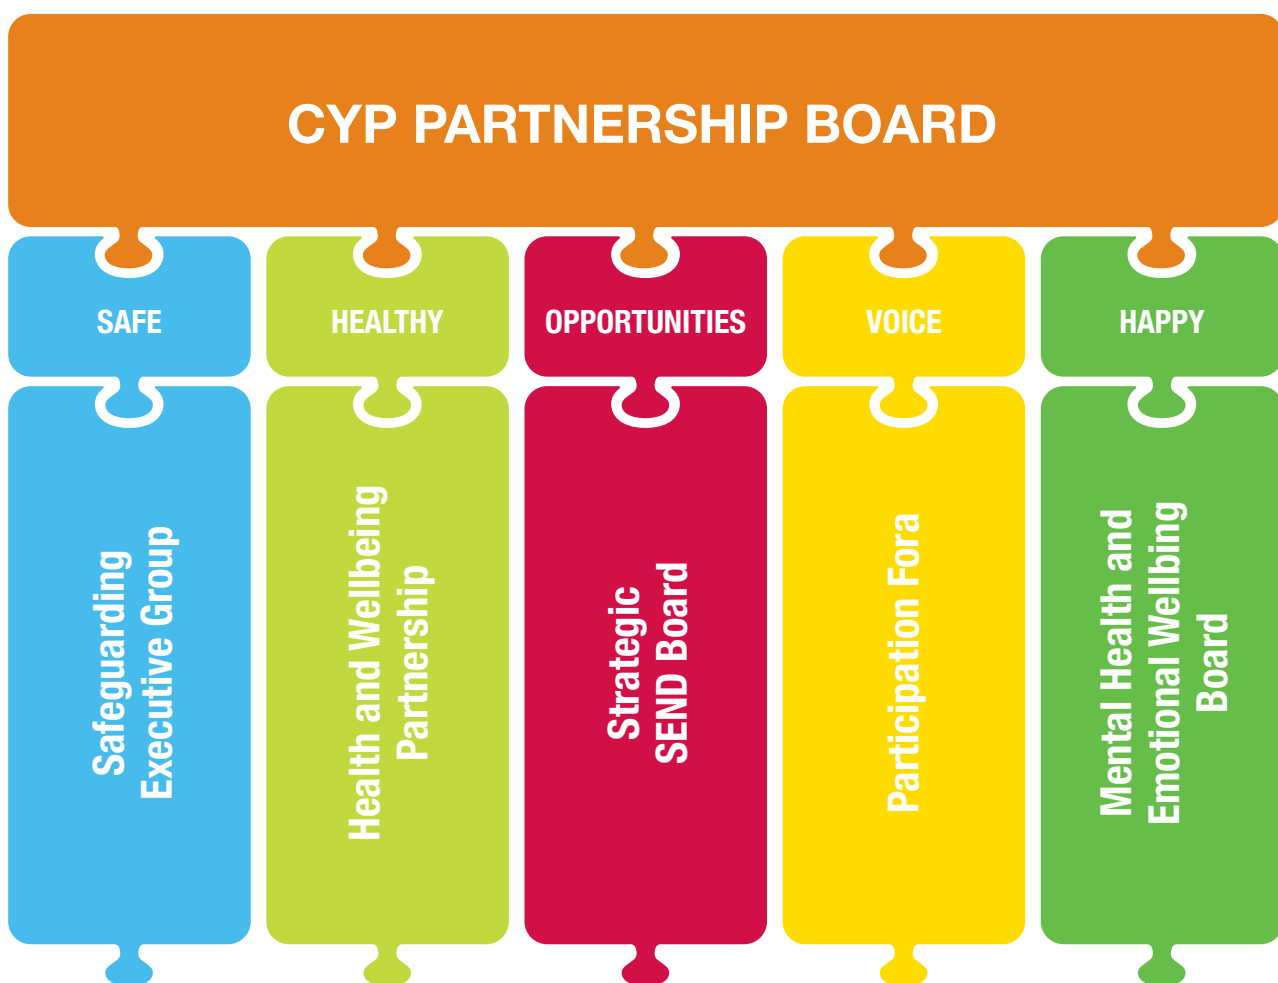 CYP PARTNERSHIP BOARD
SAFE
HEALTHY
OPPORTUNITIES
VOICE
HAPPY
Safeguarding
Executive Group
Health and Wellbeing
Partnership
Strategic
SEND Board
Participation Fora
Mental Health and
Emotional Wellbing
Board